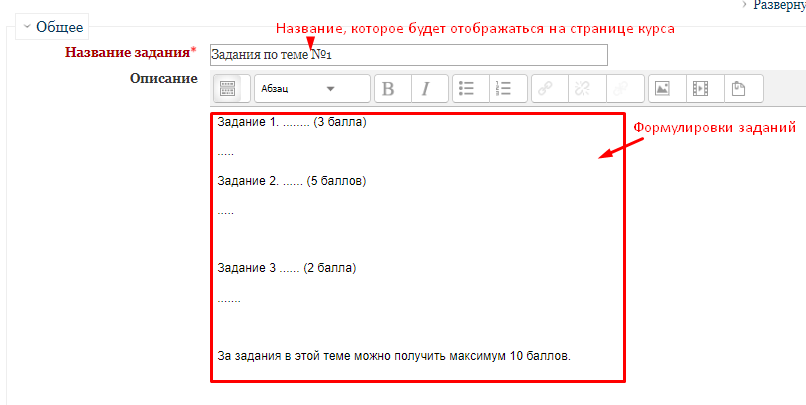 Разверну
Общее
Название, которое будет отображаться на странице курса
Название задания* Задания по теме №1
Описание
Абзац B I
Задание 1. ........ (3 балла)
.....
Формулировки заданий
Задание 2. ...... (5 баллов)
.....
Задание 3 ...... (2 балла)
.......
За задания в этой теме можно получить максимум 10 баллов.